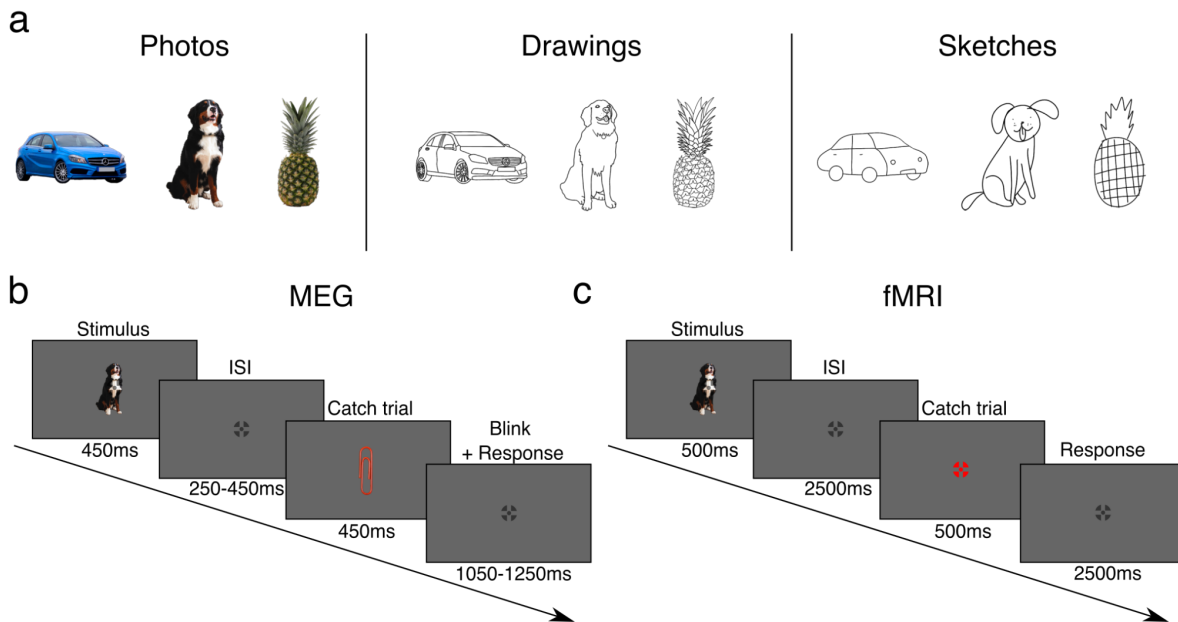 a
Photos
Drawings
Sketches
b
MEG
Stimulus
ISI
Catch trial
Blink
+ Response
450ms
250-450ms
450ms
1050-1250ms
c
fMRI
Stimulus
ISI
Catch trial
Response
500ms
2500ms
500ms
2500ms